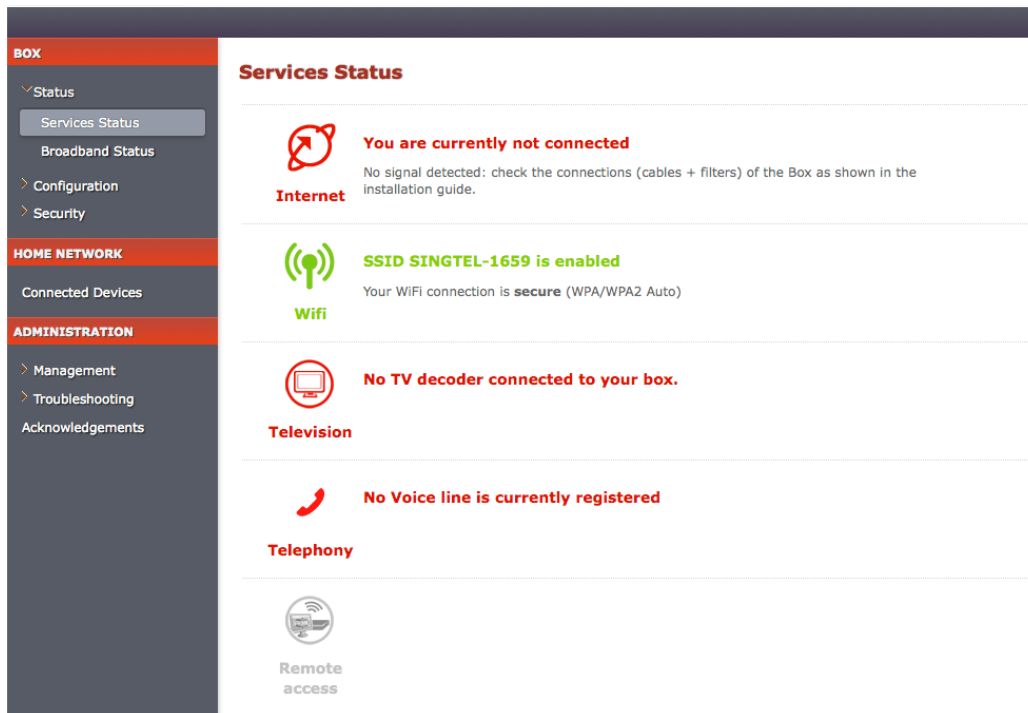 BOX
Status
Services Status
Broadband Status
Configuration
Security
HOME NETWORK
Connected Devices
ADMINISTRATION
Management
Troubleshooting
Acknowledgements
Services Status
Internet
You are currently not connected
No signal detected: check the connections (cables + filters) of the Box as shown in the
installation guide.
Wifi
SSID SINGTEL-1659 is enabled
Your WiFi connection is secure (WPA/WPA2 Auto)
Television
No TV decoder connected to your box.
Telephony
No Voice line is currently registered
Remote
access